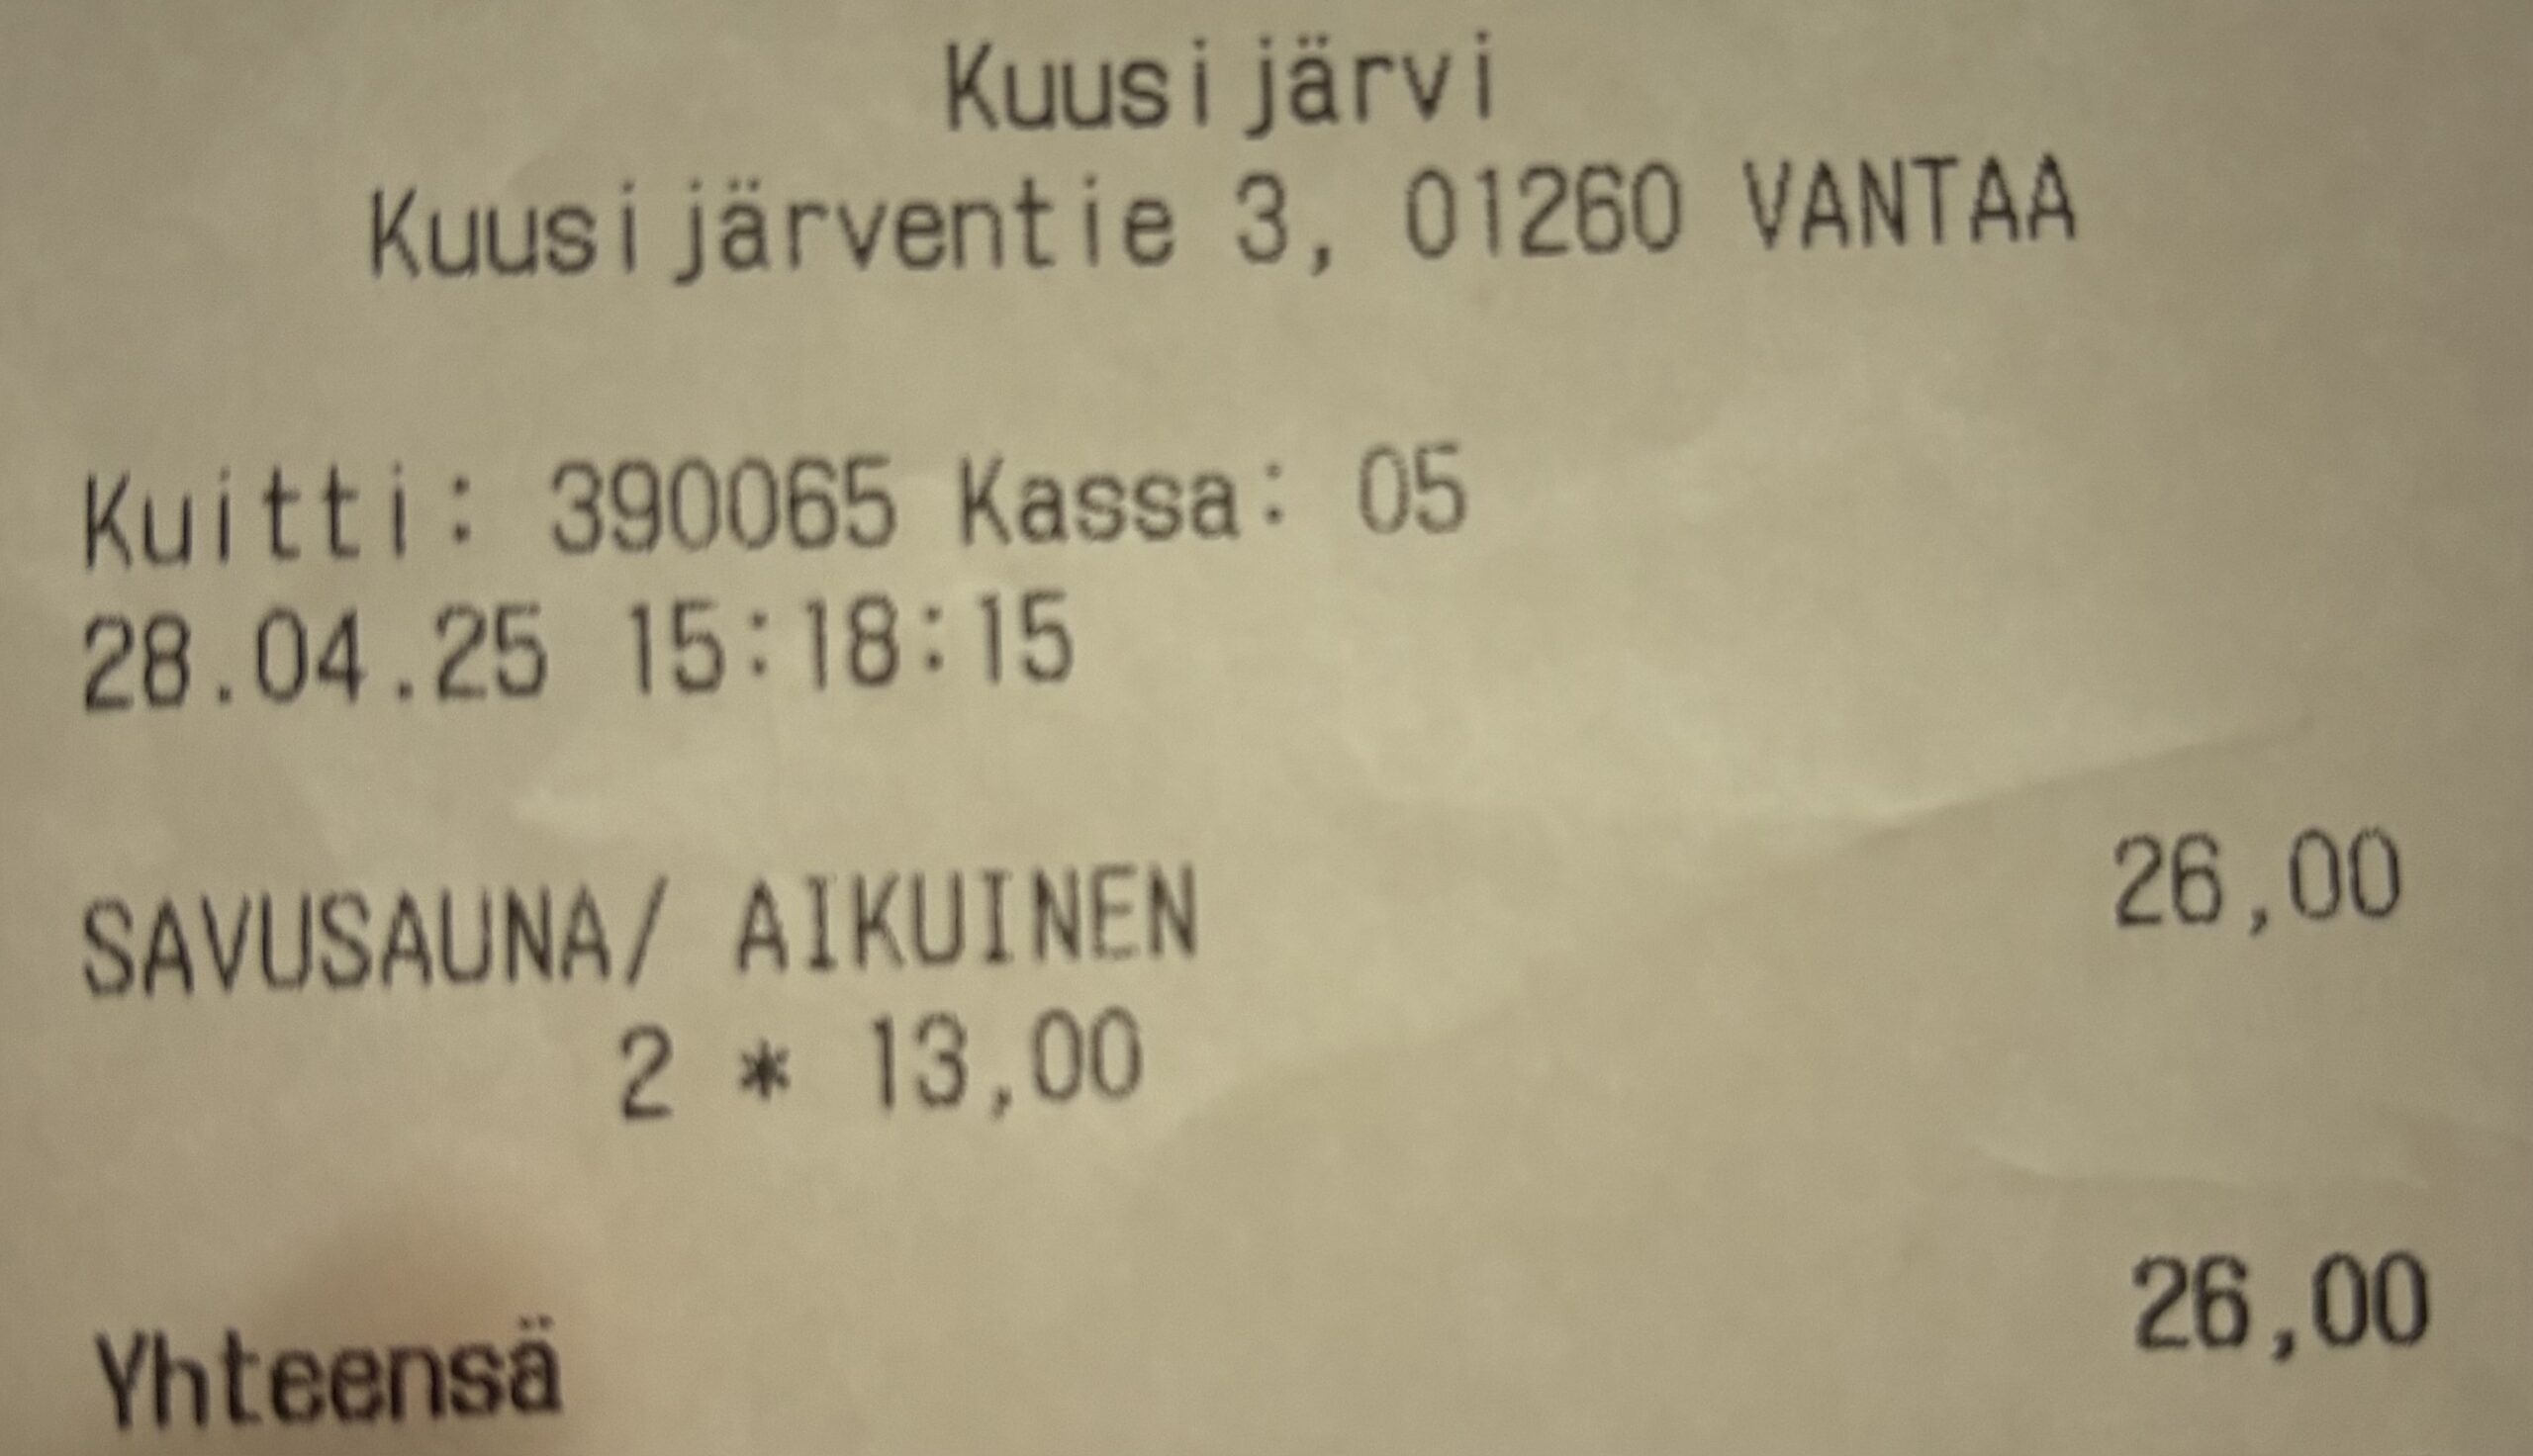 Kuusijärvi
Kuusijärventie 3, 01260 VANTAA
Kuitti: 390065 Kassa: 05
28.04.25 15:18:15
SAVUSAUNA/ AIKUINEN 26,00
2 * 13,00
Yhteensä 26,00